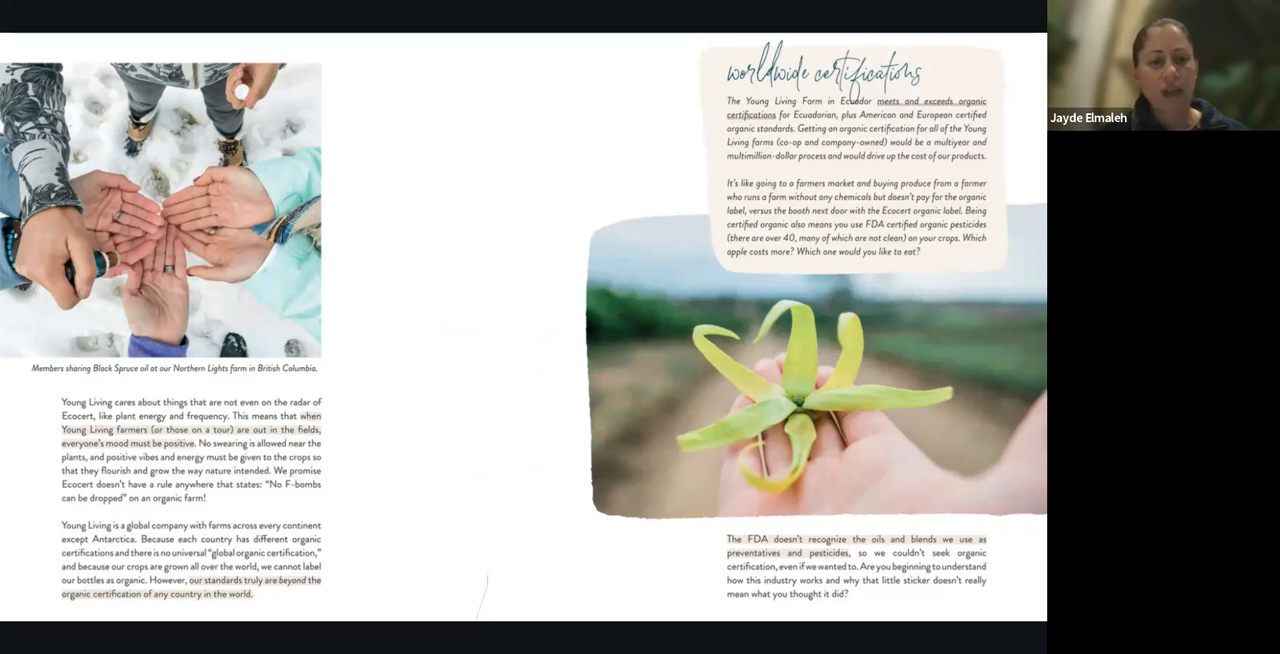 Members sharing Black Spruce oil at our Northern Lights farm in British Columbia.
Young Living cares about things that are not even on the radar of
Ecocert, like plant energy and frequency. This means that when
Young Living farmers (or those on a tour) are out in the fields,
everyone's mood must be positive. No swearing is allowed near the
plants, and positive vibes and energy must be given to the crops so
that they flourish and grow the way nature intended. We promise
Ecocert doesn't have a rule anywhere that states: “No F-bombs
can be dropped” on an organic farm!
Young Living is a global company with farms across every continent
except Antarctica. Because each country has different organic
certifications and there is no universal “global organic certification,”
and because our crops are grown all over the world, we cannot label
our bottles as organic. However, our standards truly are beyond the
organic certification of any country in the world.
worldwide certifications
The Young Living Farm in Ecuador meets and exceeds organic
certifications for Ecuadorian, plus American and European certified
organic standards. Getting an organic certification for all of the Young
Living farms (co-op and company-owned) would be a multiyear and
multimillion-dollar process and would drive up the cost of our products.
It's like going to a farmers market and buying produce from a farmer
who runs a farm without any chemicals but doesn't pay for the organic
label, versus the booth next door with the Ecocert organic label. Being
certified organic also means you use FDA certified organic pesticides
(there are over 40, many of which are not clean) on your crops. Which
apple costs more? Which one would you like to eat?
The FDA doesn't recognize the oils and blends we use as
preventatives and pesticides, so we couldn't seek organic
certification, even if we wanted to. Are you beginning to understand
how this industry works and why that little sticker doesn't really
mean what you thought it did?
Jayde Elmaleh